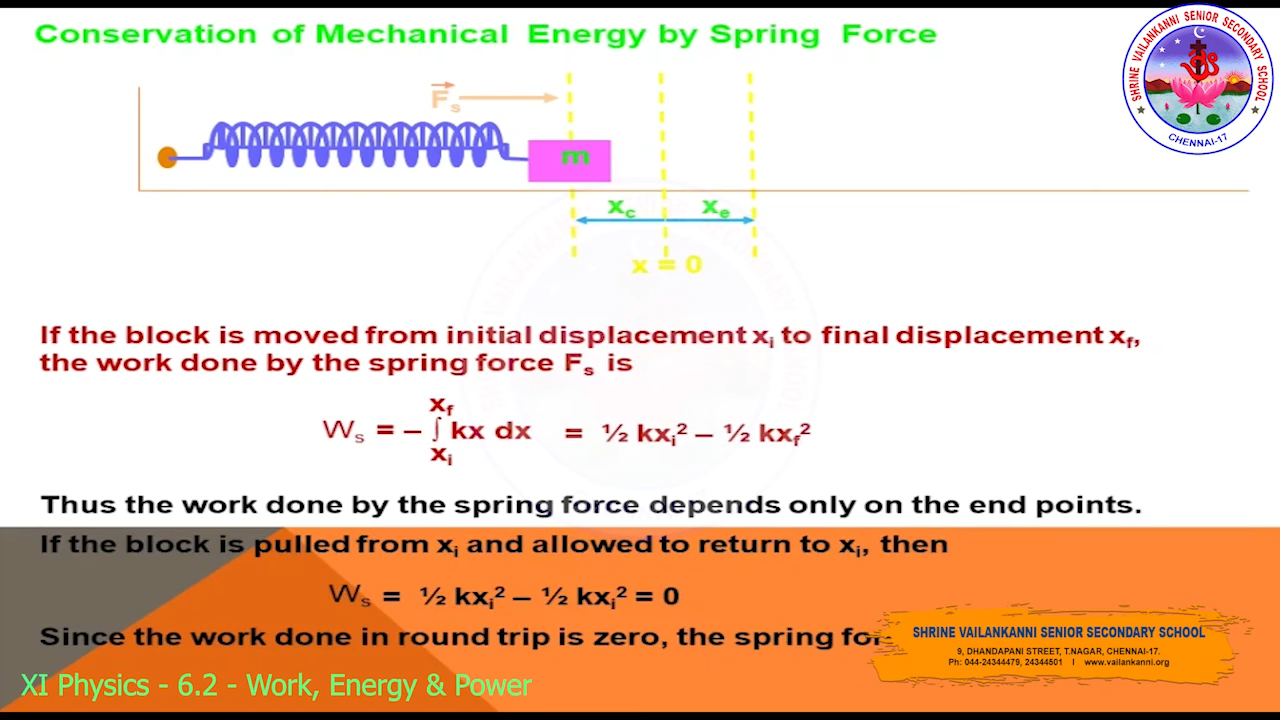 Conservation of Mechanical Energy by Spring Force
SHRINE VAILANKANNI SENIOR SECONDARY SCHOOL
CHENNAI-17
Fs
m
xc xe
x = 0
If the block is moved from initial displacement xi to final displacement xf,
the work done by the spring force Fs is
Ws = – ∫ kx dx = ½ kxi² – ½ kxf²
xf
xi
Thus the work done by the spring force depends only on the end points.
If the block is pulled from xi and allowed to return to xi, then
Ws = ½ kxi² – ½ kxi² = 0
Since the work done in round trip is zero, the spring
SHRINE VAILANKANNI SENIOR SECONDARY SCHOOL
9, DHANDAPANI STREET, T.NAGAR, CHENNAI-17.
Ph: 044-24344479, 24344501 I www.vailankanni.org
XI Physics - 6.2 - Work, Energy & Power